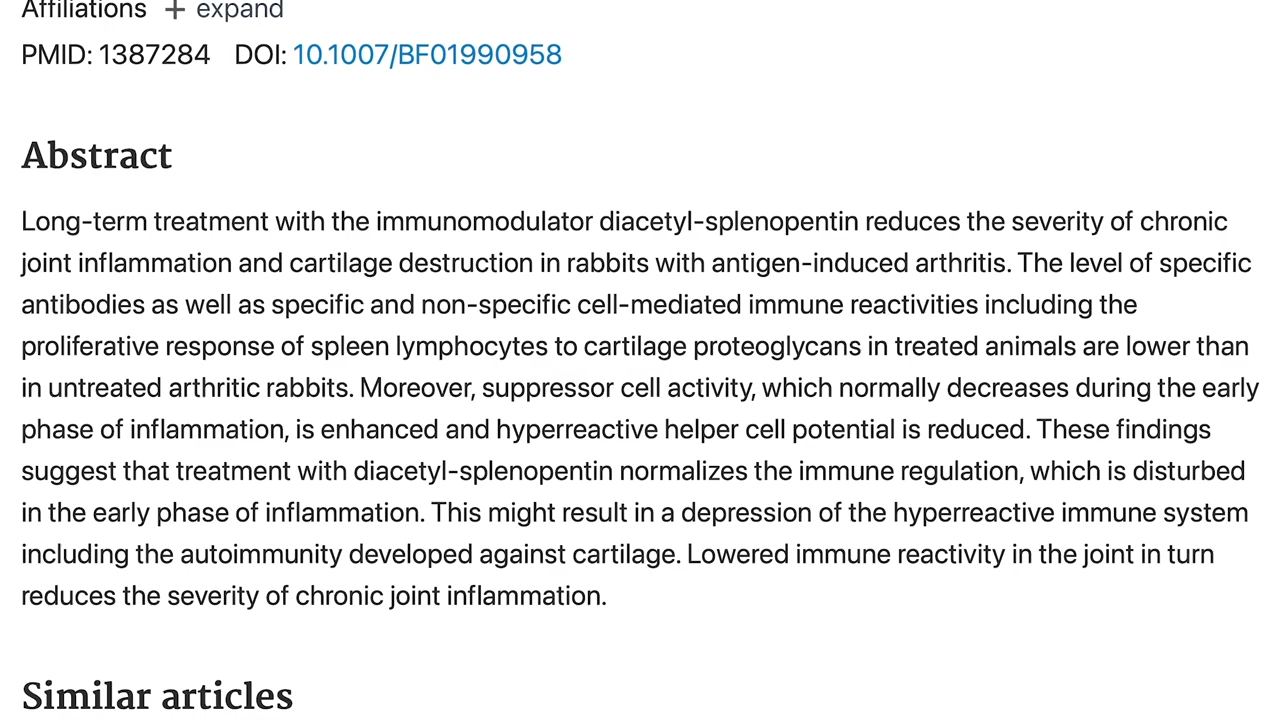 Affiliations + expand
PMID: 1387284 DOI: 10.1007/BF01990958
Abstract
Long-term treatment with the immunomodulator diacetyl-splenopentin reduces the severity of chronic
joint inflammation and cartilage destruction in rabbits with antigen-induced arthritis. The level of specific
antibodies as well as specific and non-specific cell-mediated immune reactivities including the
proliferative response of spleen lymphocytes to cartilage proteoglycans in treated animals are lower than
in untreated arthritic rabbits. Moreover, suppressor cell activity, which normally decreases during the early
phase of inflammation, is enhanced and hyperreactive helper cell potential is reduced. These findings
suggest that treatment with diacetyl-splenopentin normalizes the immune regulation, which is disturbed
in the early phase of inflammation. This might result in a depression of the hyperreactive immune system
including the autoimmunity developed against cartilage. Lowered immune reactivity in the joint in turn
reduces the severity of chronic joint inflammation.
Similar articles